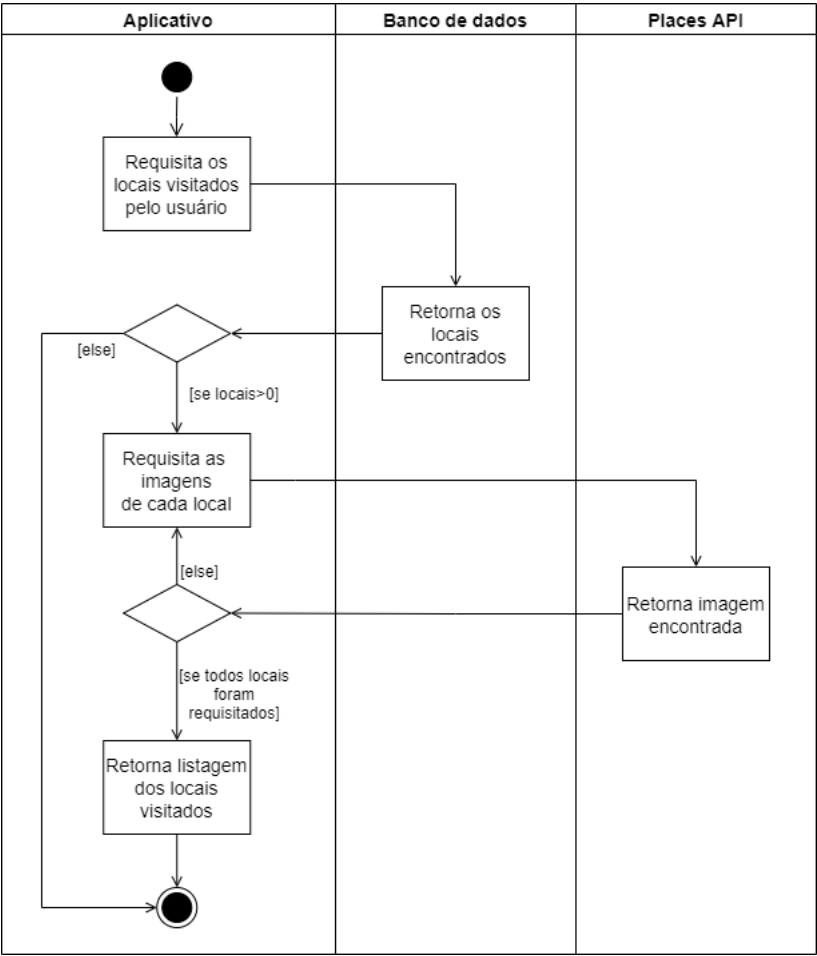 Aplicativo
Banco de dados
Places API
Requisita os
locais visitados
pelo usuário
Retorna os
locais
encontrados
[else]
[se locais>0]
Requisita as
imagens
de cada local
[else]
Retorna imagem
encontrada
[se todos locais
foram
requisitados]
Retorna listagem
dos locais
visitados